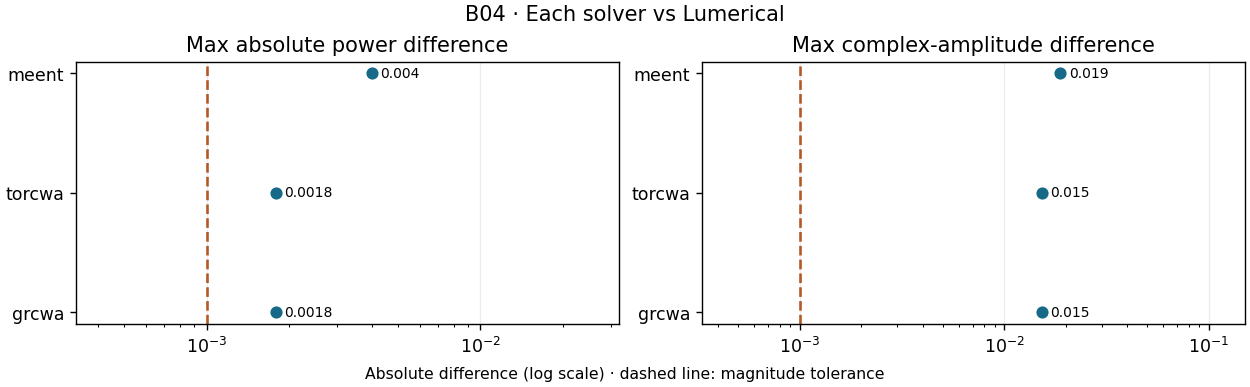 B04 · Each solver vs Lumerical
Max absolute power difference
meent
0.004
torcwa
0.0018
grcwa
0.0018
10⁻³
10⁻²
Max complex-amplitude difference
meent
0.019
torcwa
0.015
grcwa
0.015
10⁻³
10⁻²
10⁻¹
Absolute difference (log scale) · dashed line: magnitude tolerance